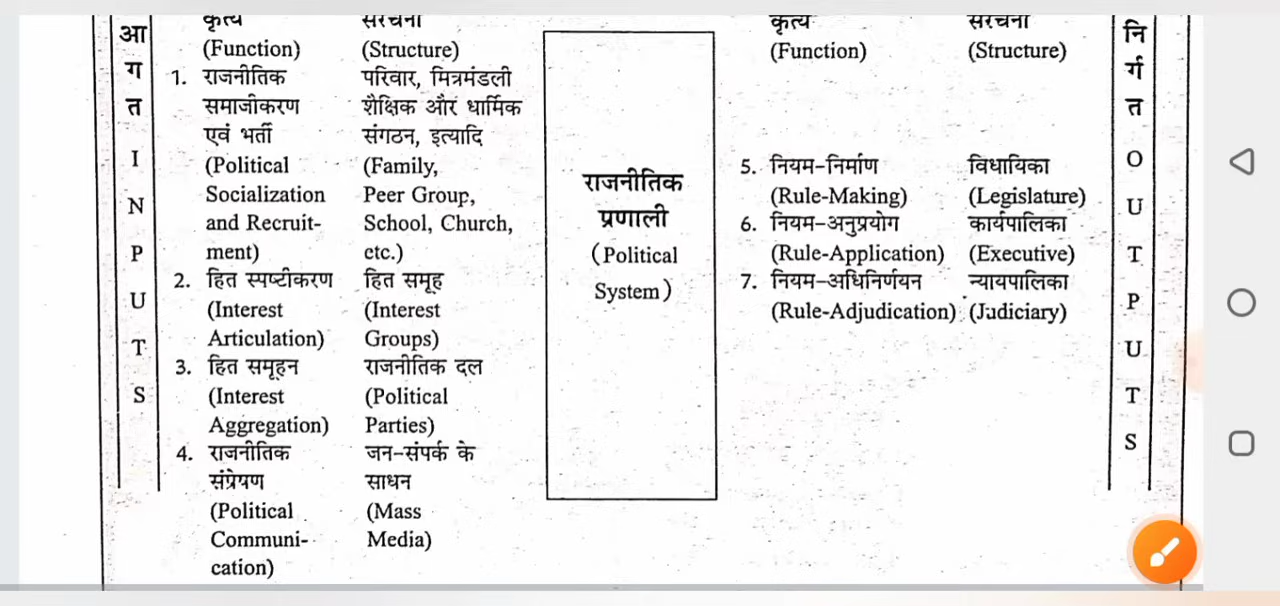 आगत INPUTS
कृत्य
(Function)
संरचना
(Structure)
1. राजनीतिक
समाजीकरण
एवं भर्ती
(Political
Socialization
and Recruit-
ment)
परिवार, मित्रमंडली
शैक्षिक और धार्मिक
संगठन, इत्यादि
(Family,
Peer Group,
School, Church,
etc.)
2. हित स्पष्टीकरण
(Interest
Articulation)
हित समूह
(Interest
Groups)
3. हित समूहन
(Interest
Aggregation)
राजनीतिक दल
(Political
Parties)
4. राजनीतिक
संप्रेषण
(Political
Communi-
cation)
जन-संपर्क के
साधन
(Mass
Media)
राजनीतिक
प्रणाली
(Political
System)
कृत्य
(Function)
संरचना
(Structure)
5. नियम-निर्माण
(Rule-Making)
विधायिका
(Legislature)
6. नियम-अनुप्रयोग
(Rule-Application)
कार्यपालिका
(Executive)
7. नियम-अधिनिर्णयन
(Rule-Adjudication)
न्यायपालिका
(Judiciary)
निर्गत OUTPUTS